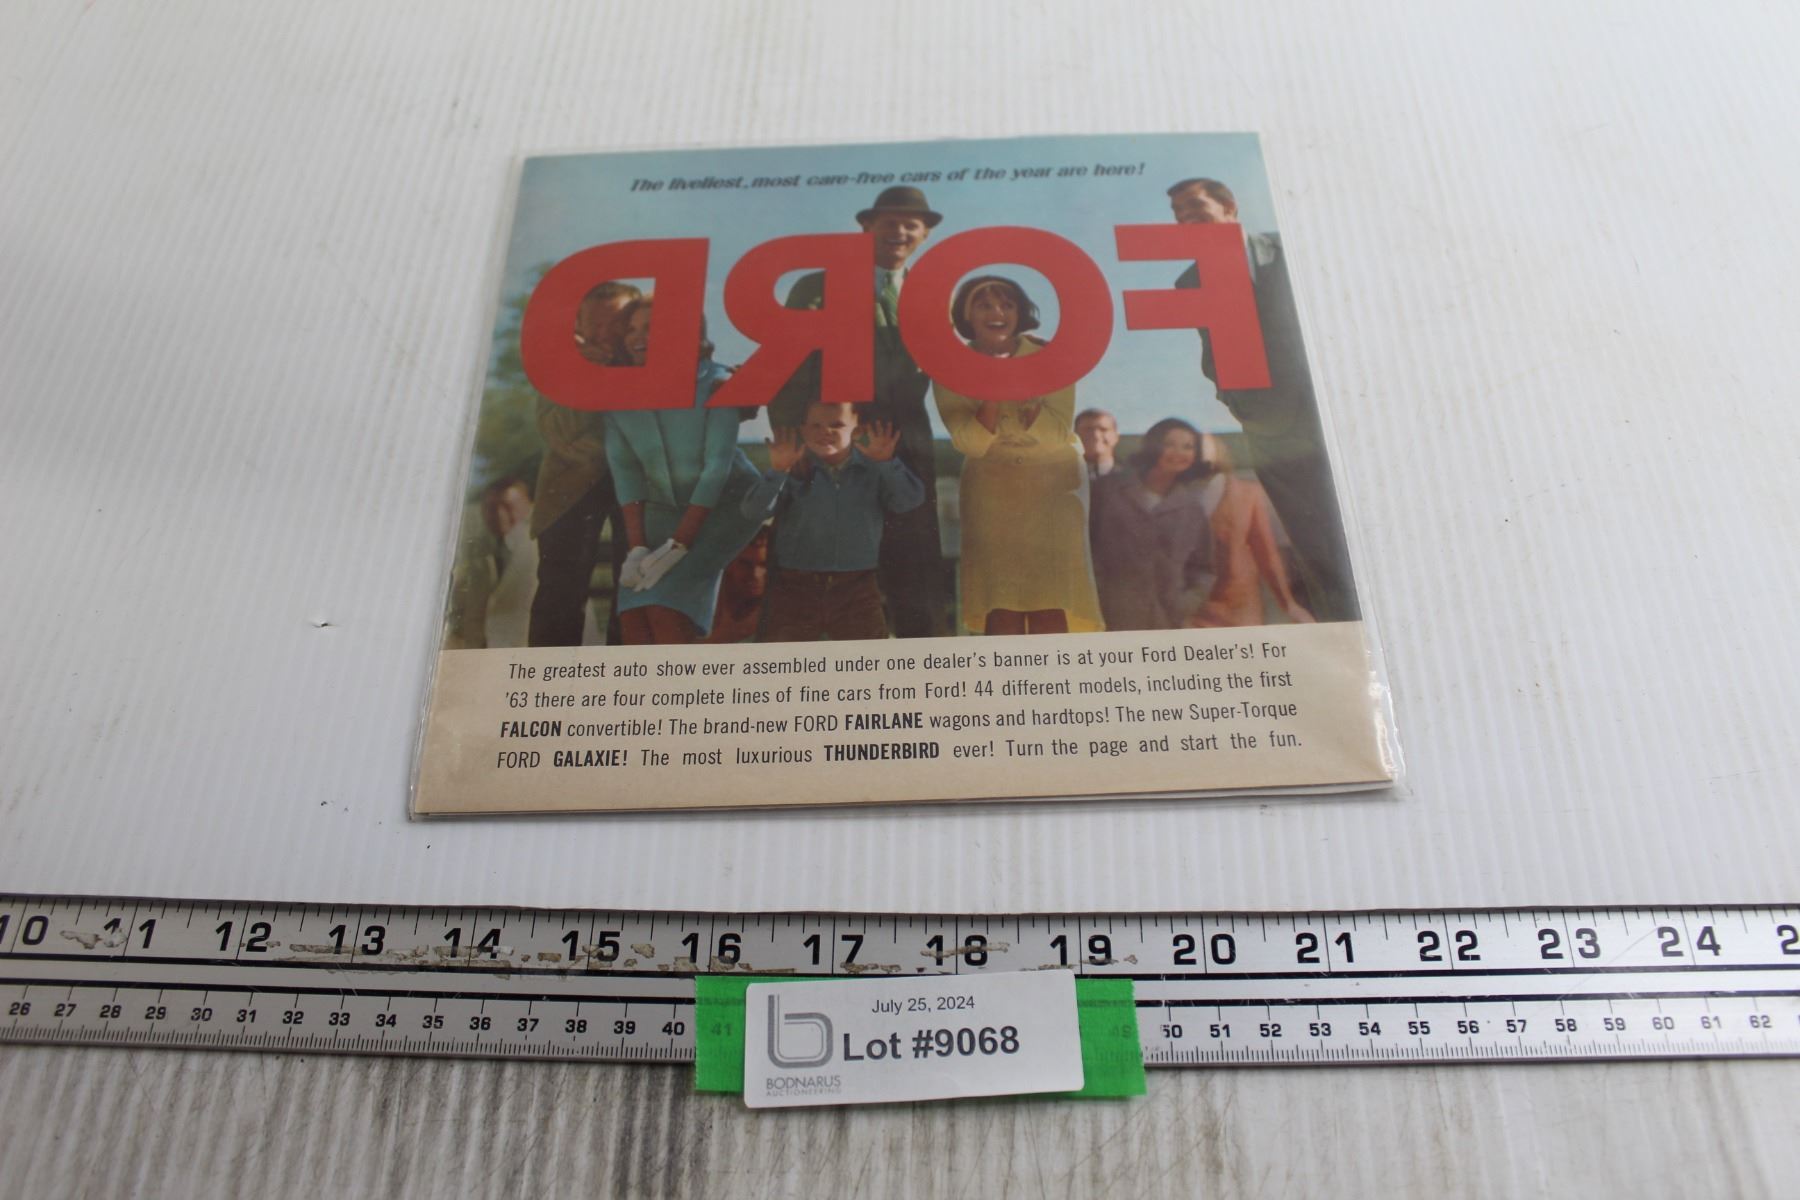 The liveliest, most care-free cars of the year are here!
FORD
The greatest auto show ever assembled under one dealer's banner is at your Ford Dealer's! For
'63 there are four complete lines of fine cars from Ford! 44 different models, including the first
FALCON convertible! The brand-new FORD FAIRLANE wagons and hardtops! The new Super-Torque
FORD GALAXIE! The most luxurious THUNDERBIRD ever! Turn the page and start the fun.
10 11 12 13 14 15 16 17 18 19 20 21 22 23 24
26 27 28 29 30 31 32 33 34 35 36 37 38 39 40 41 49 50 51 52 53 54 55 56 57 58 59 60 61 62
July 25, 2024
Lot #9068
BODNARUS
AUCTIONEERING